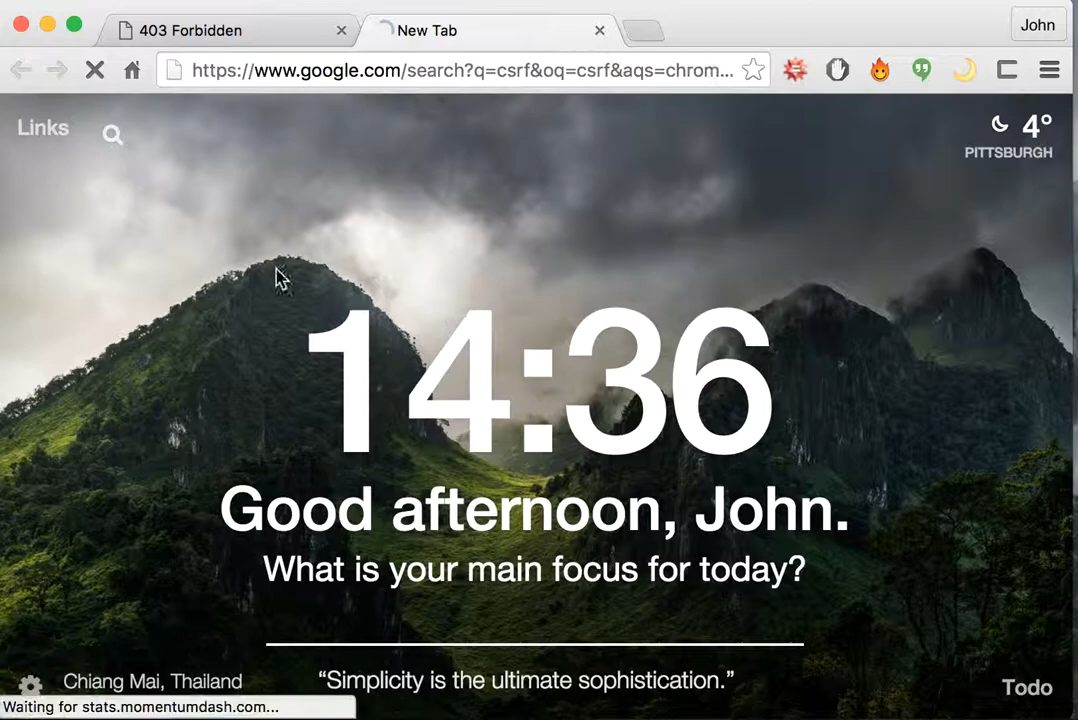 403 Forbidden
New Tab
John
https://www.google.com/search?q=csrf&oq=csrf&aqs=chrom...
Links
4°
PITTSBURGH
14:36
Good afternoon, John.
What is your main focus for today?
Chiang Mai, Thailand
“Simplicity is the ultimate sophistication.”
Todo
Waiting for stats.momentumdash.com...